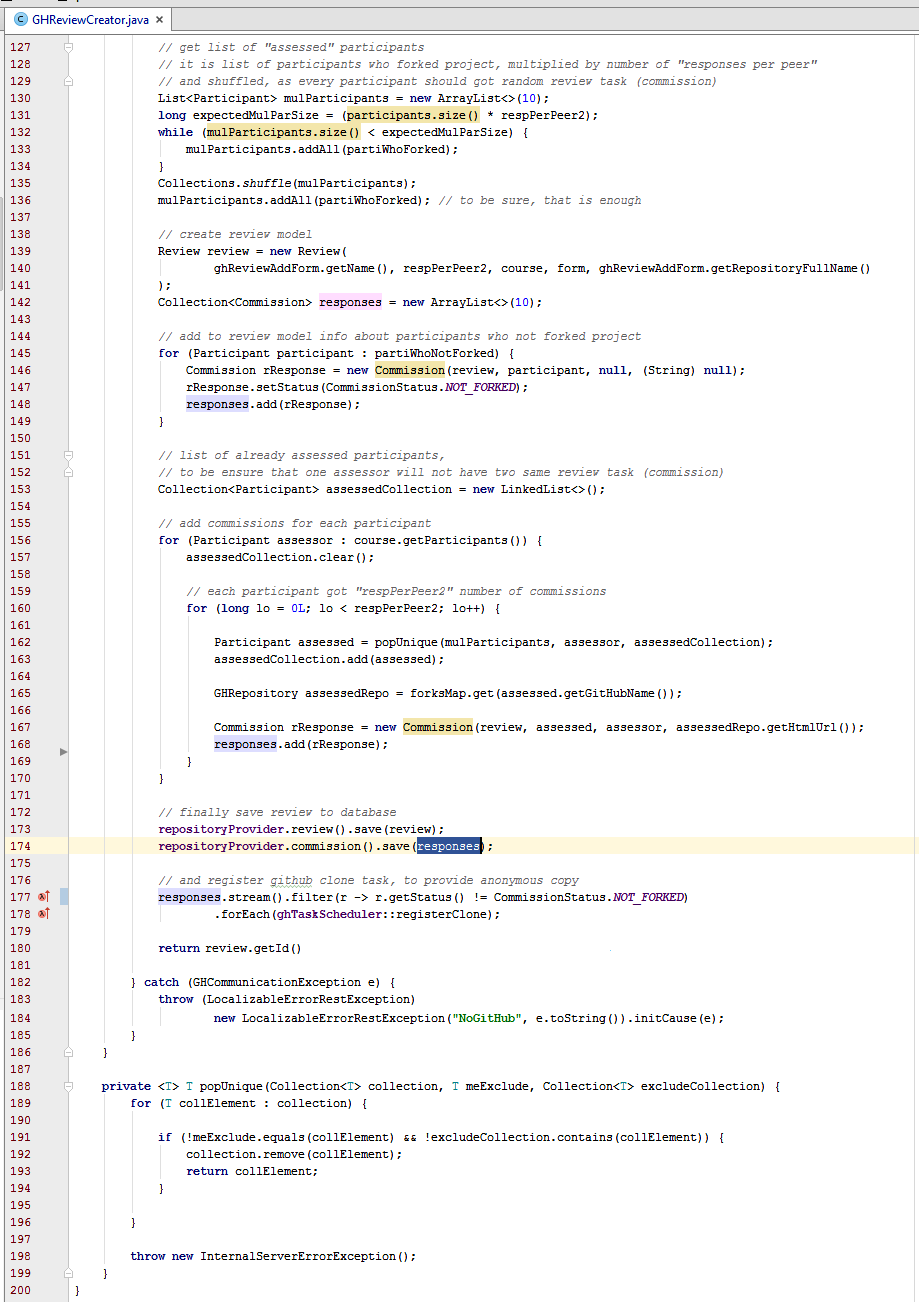 GHReviewCreator.java ×
127 // get list of "assessed" participants
128 // it is list of participants who forked project, multiplied by number of "responses per peer"
129 // and shuffled, as every participant should got random review task (commission)
130 List<Participant> mulParticipants = new ArrayList<>(10);
131 long expectedMulParSize = (participants.size() * respPerPeer2);
132 while (mulParticipants.size() < expectedMulParSize) {
133 mulParticipants.addAll(partiWhoForked);
134 }
135 Collections.shuffle(mulParticipants);
136 mulParticipants.addAll(partiWhoForked); // to be sure, that is enough
137
138 // create review model
139 Review review = new Review(
140 ghReviewAddForm.getName(), respPerPeer2, course, form, ghReviewAddForm.getRepositoryFullName()
141 );
142 Collection<Commission> responses = new ArrayList<>(10);
143
144 // add to review model info about participants who not forked project
145 for (Participant participant : partiWhoNotForked) {
146 Commission rResponse = new Commission(review, participant, null, (String) null);
147 rResponse.setStatus(CommissionStatus.NOT_FORKED);
148 responses.add(rResponse);
149 }
150
151 // list of already assessed participants,
152 // to be ensure that one assessor will not have two same review task (commission)
153 Collection<Participant> assessedCollection = new LinkedList<>();
154
155 // add commissions for each participant
156 for (Participant assessor : course.getParticipants()) {
157 assessedCollection.clear();
158
159 // each participant got "respPerPeer2" number of commissions
160 for (long lo = 0L; lo < respPerPeer2; lo++) {
161
162 Participant assessed = popUnique(mulParticipants, assessor, assessedCollection);
163 assessedCollection.add(assessed);
164
165 GHRepository assessedRepo = forksMap.get(assessed.getGitHubName());
166
167 Commission rResponse = new Commission(review, assessed, assessor, assessedRepo.getHtmlUrl());
168 responses.add(rResponse);
169 }
170 }
171
172 // finally save review to database
173 repositoryProvider.review().save(review);
174 repositoryProvider.commission().save(responses);
175
176 // and register github clone task, to provide anonymous copy
177 responses.stream().filter(r -> r.getStatus() != CommissionStatus.NOT_FORKED)
178 .forEach(ghTaskScheduler::registerClone);
179
180 return review.getId()
181
182 } catch (GHCommunicationException e) {
183 throw (LocalizableErrorRestException)
184 new LocalizableErrorRestException("NoGitHub", e.toString()).initCause(e);
185 }
186 }
187
188 private <T> T popUnique(Collection<T> collection, T meExclude, Collection<T> excludeCollection) {
189 for (T collElement : collection) {
190
191 if (!meExclude.equals(collElement) && !excludeCollection.contains(collElement)) {
192 collection.remove(collElement);
193 return collElement;
194 }
195
196 }
197
198 throw new InternalServerErrorException();
199 }
200 }